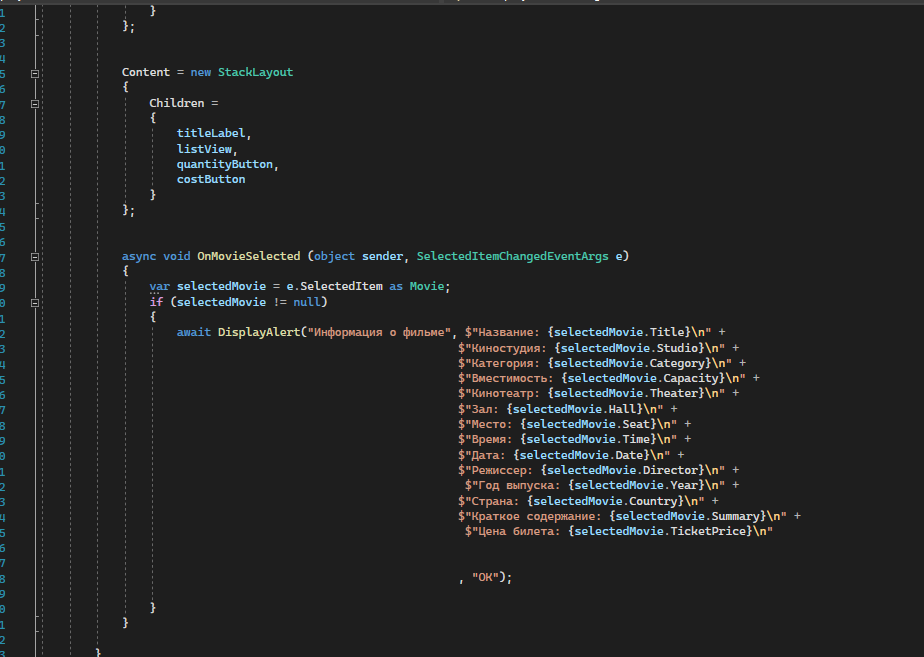 }
};
Content = new StackLayout
{
Children =
{
titleLabel,
listView,
quantityButton,
costButton
}
};
async void OnMovieSelected (object sender, SelectedItemChangedEventArgs e)
{
var selectedMovie = e.SelectedItem as Movie;
if (selectedMovie != null)
{
await DisplayAlert("Информация о фильме", $"Название: {selectedMovie.Title}\n" +
$"Киностудия: {selectedMovie.Studio}\n" +
$"Категория: {selectedMovie.Category}\n" +
$"Вместимость: {selectedMovie.Capacity}\n" +
$"Кинотеатр: {selectedMovie.Theater}\n" +
$"Зал: {selectedMovie.Hall}\n" +
$"Место: {selectedMovie.Seat}\n" +
$"Время: {selectedMovie.Time}\n" +
$"Дата: {selectedMovie.Date}\n" +
$"Режиссер: {selectedMovie.Director}\n" +
$"Год выпуска: {selectedMovie.Year}\n" +
$"Страна: {selectedMovie.Country}\n" +
$"Краткое содержание: {selectedMovie.Summary}\n" +
$"Цена билета: {selectedMovie.TicketPrice}\n"
, "OK");
}
}
}